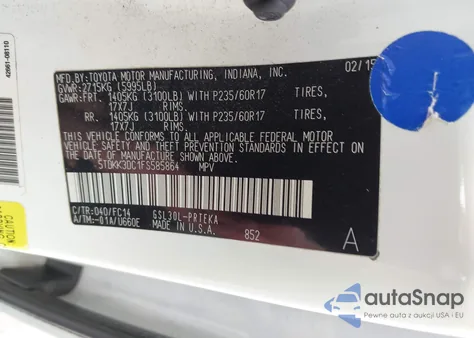 42661-08110
MFD. BY: TOYOTA MOTOR MANUFACTURING, INDIANA, INC. 02/15
GVWR: 2715KG (5995LB)
GAWR: FRT. 1405KG (3100LB) WITH P235/60R17 TIRES,
17X7J RIMS,
RR. 1405KG (3100LB) WITH P235/60R17 TIRES,
17X7J RIMS.
THIS VEHICLE CONFORMS TO ALL APPLICABLE FEDERAL MOTOR
VEHICLE SAFETY
THEFT PREVENTION STANDARDS IN EFFECT ON THE DATE OF
MANUFACTURE SHOWN ABOVE.
5TDKK3DC1FS585864 MPV
C/TR: 040/FC14 GSL30L-PRTEKA
A/TM: -01A/U660E MADE IN U.S.A. 852 A
CAUTION
autoSnap
Pewne auta z USA i EU